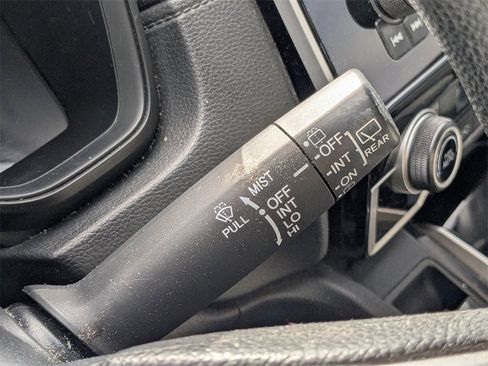 MIST
OFF
INT
LO
HI
PULL
-OFF
-INT
-ON
REAR